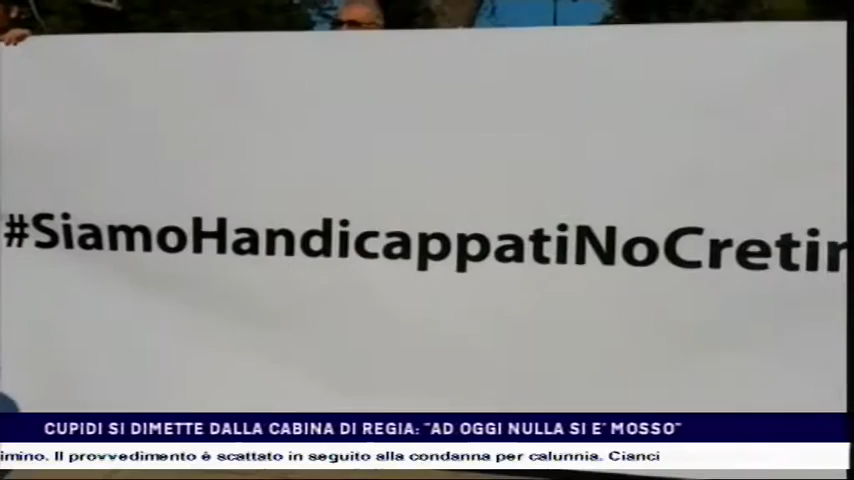 #SiamoHandicappatiNoCretin
CUPIDI SI DIMETTE DALLA CABINA DI REGIA: "AD OGGI NULLA SI E' MOSSO"
imino. Il provvedimento è scattato in seguito alla condanna per calunnia. Cianci